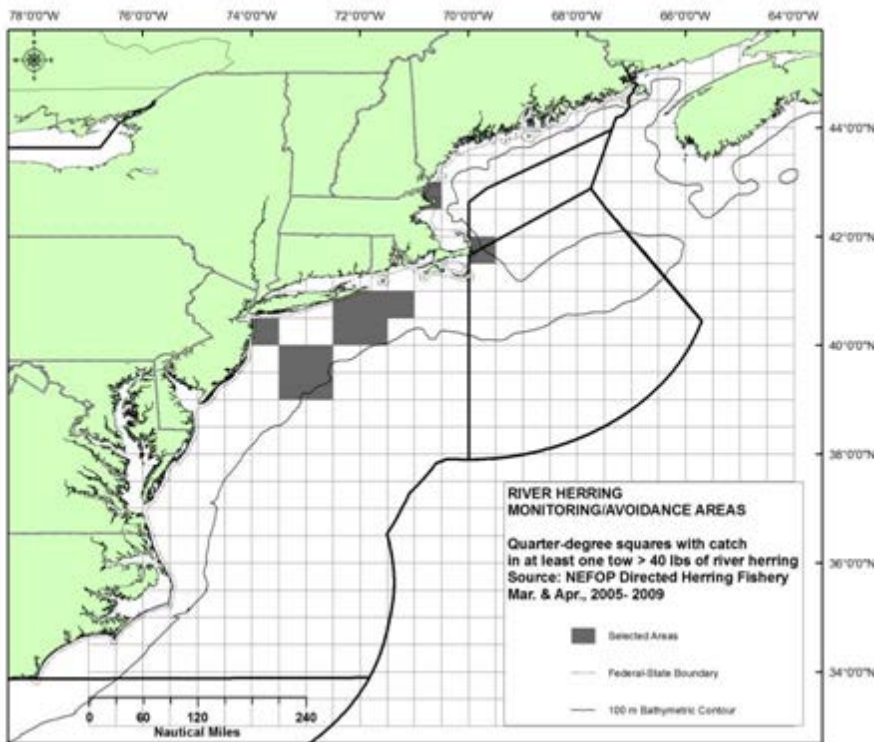 78°0'0"W 76°0'0"W 74°0'0"W 72°0'0"W 70°0'0"W 68°0'0"W 66°0'0"W 64°0'0"W
44°0'0"N
42°0'0"N
40°0'0"N
38°0'0"N
36°0'0"N
34°0'0"N
RIVER HERRING
MONITORING/AVOIDANCE AREAS
Quarter-degree squares with catch
in at least one tow > 40 lbs of river herring
Source: NEFOP Directed Herring Fishery
Mar. & Apr., 2005- 2009
Selected Areas
Federal-State Boundary
100 m Bathymetric Contour
0 60 120 240
Nautical Miles